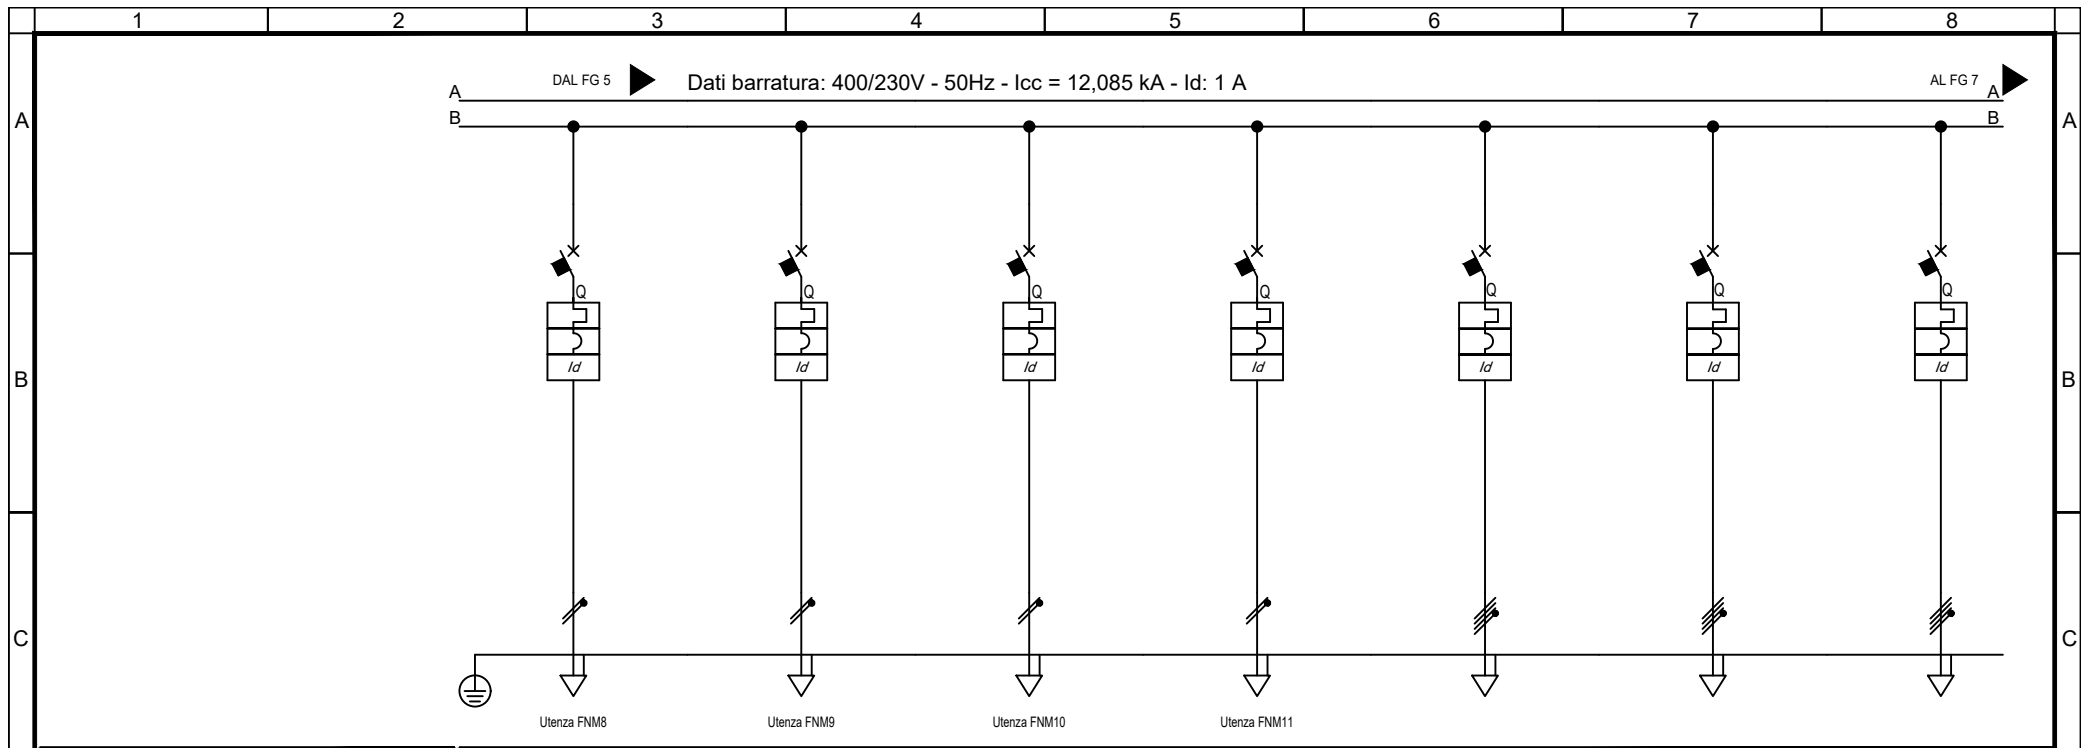 1 2 3 4 5 6 7 8
DAL FG 5 Dati barratura: 400/230V - 50Hz - Icc = 12,085 kA - Id: 1 A AL FG 7
A A
A A
B B
Q Q Q Q Q Q Q
Id Id Id Id Id Id Id
B B
C C
Utenza FNM8 Utenza FNM9 Utenza FNM10 Utenza FNM11